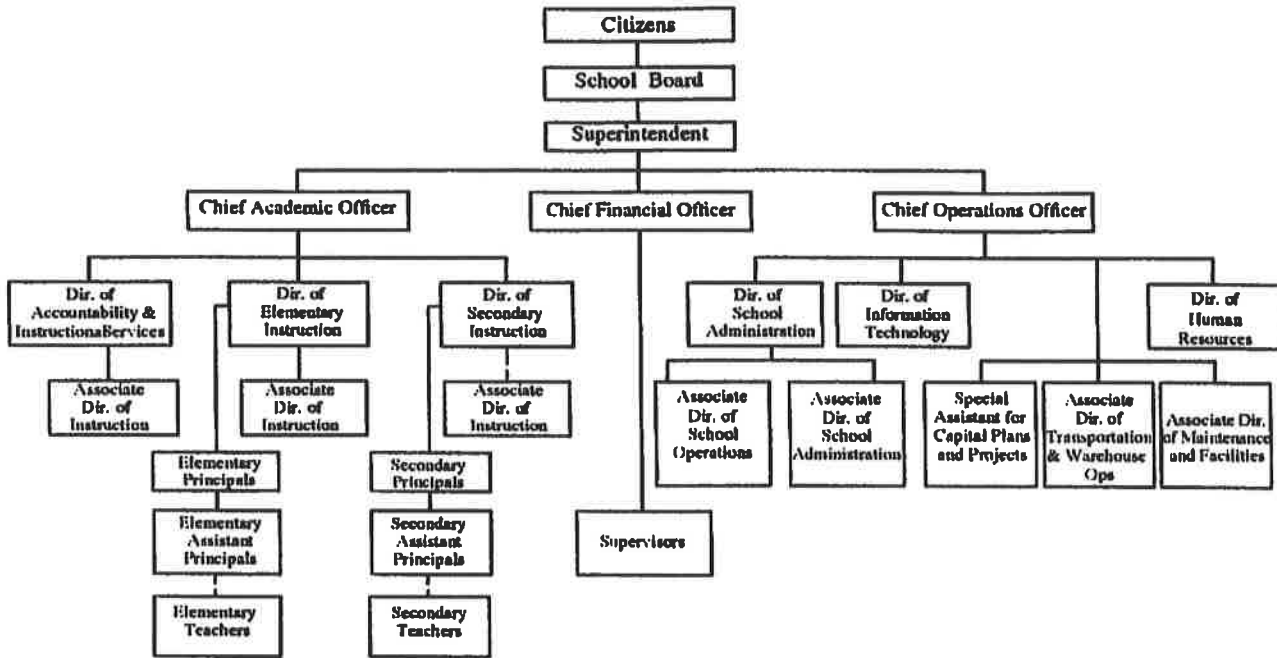 Citizens
School Board
Superintendent
Chief Academic Officer
Chief Financial Officer
Chief Operations Officer
Dir. of
Accountability &
InstructionaServices
Dir. of
Elementary
Instruction
Dir. of
Secondary
Instruction
Dir. of
School
Administration
Dir. of
Information
Technology
Dir. of
Human
Resources
Associate
Dir. of
Instruction
Associate
Dir. of
Instruction
Associate
Dir. of
Instruction
Associate
Dir. of
School
Operations
Associate
Dir. of
School
Administration
Special
Assistant for
Capital Plans
and Projects
Associate
Dir. of
Transportation
& Warehouse
Ops
Associate Dir.
of Maintenance
and Facilities
Elementary
Principals
Secondary
Principals
Elementary
Assistant
Principals
Secondary
Assistant
Principals
Supervisors
Elementary
Teachers
Secondary
Teachers